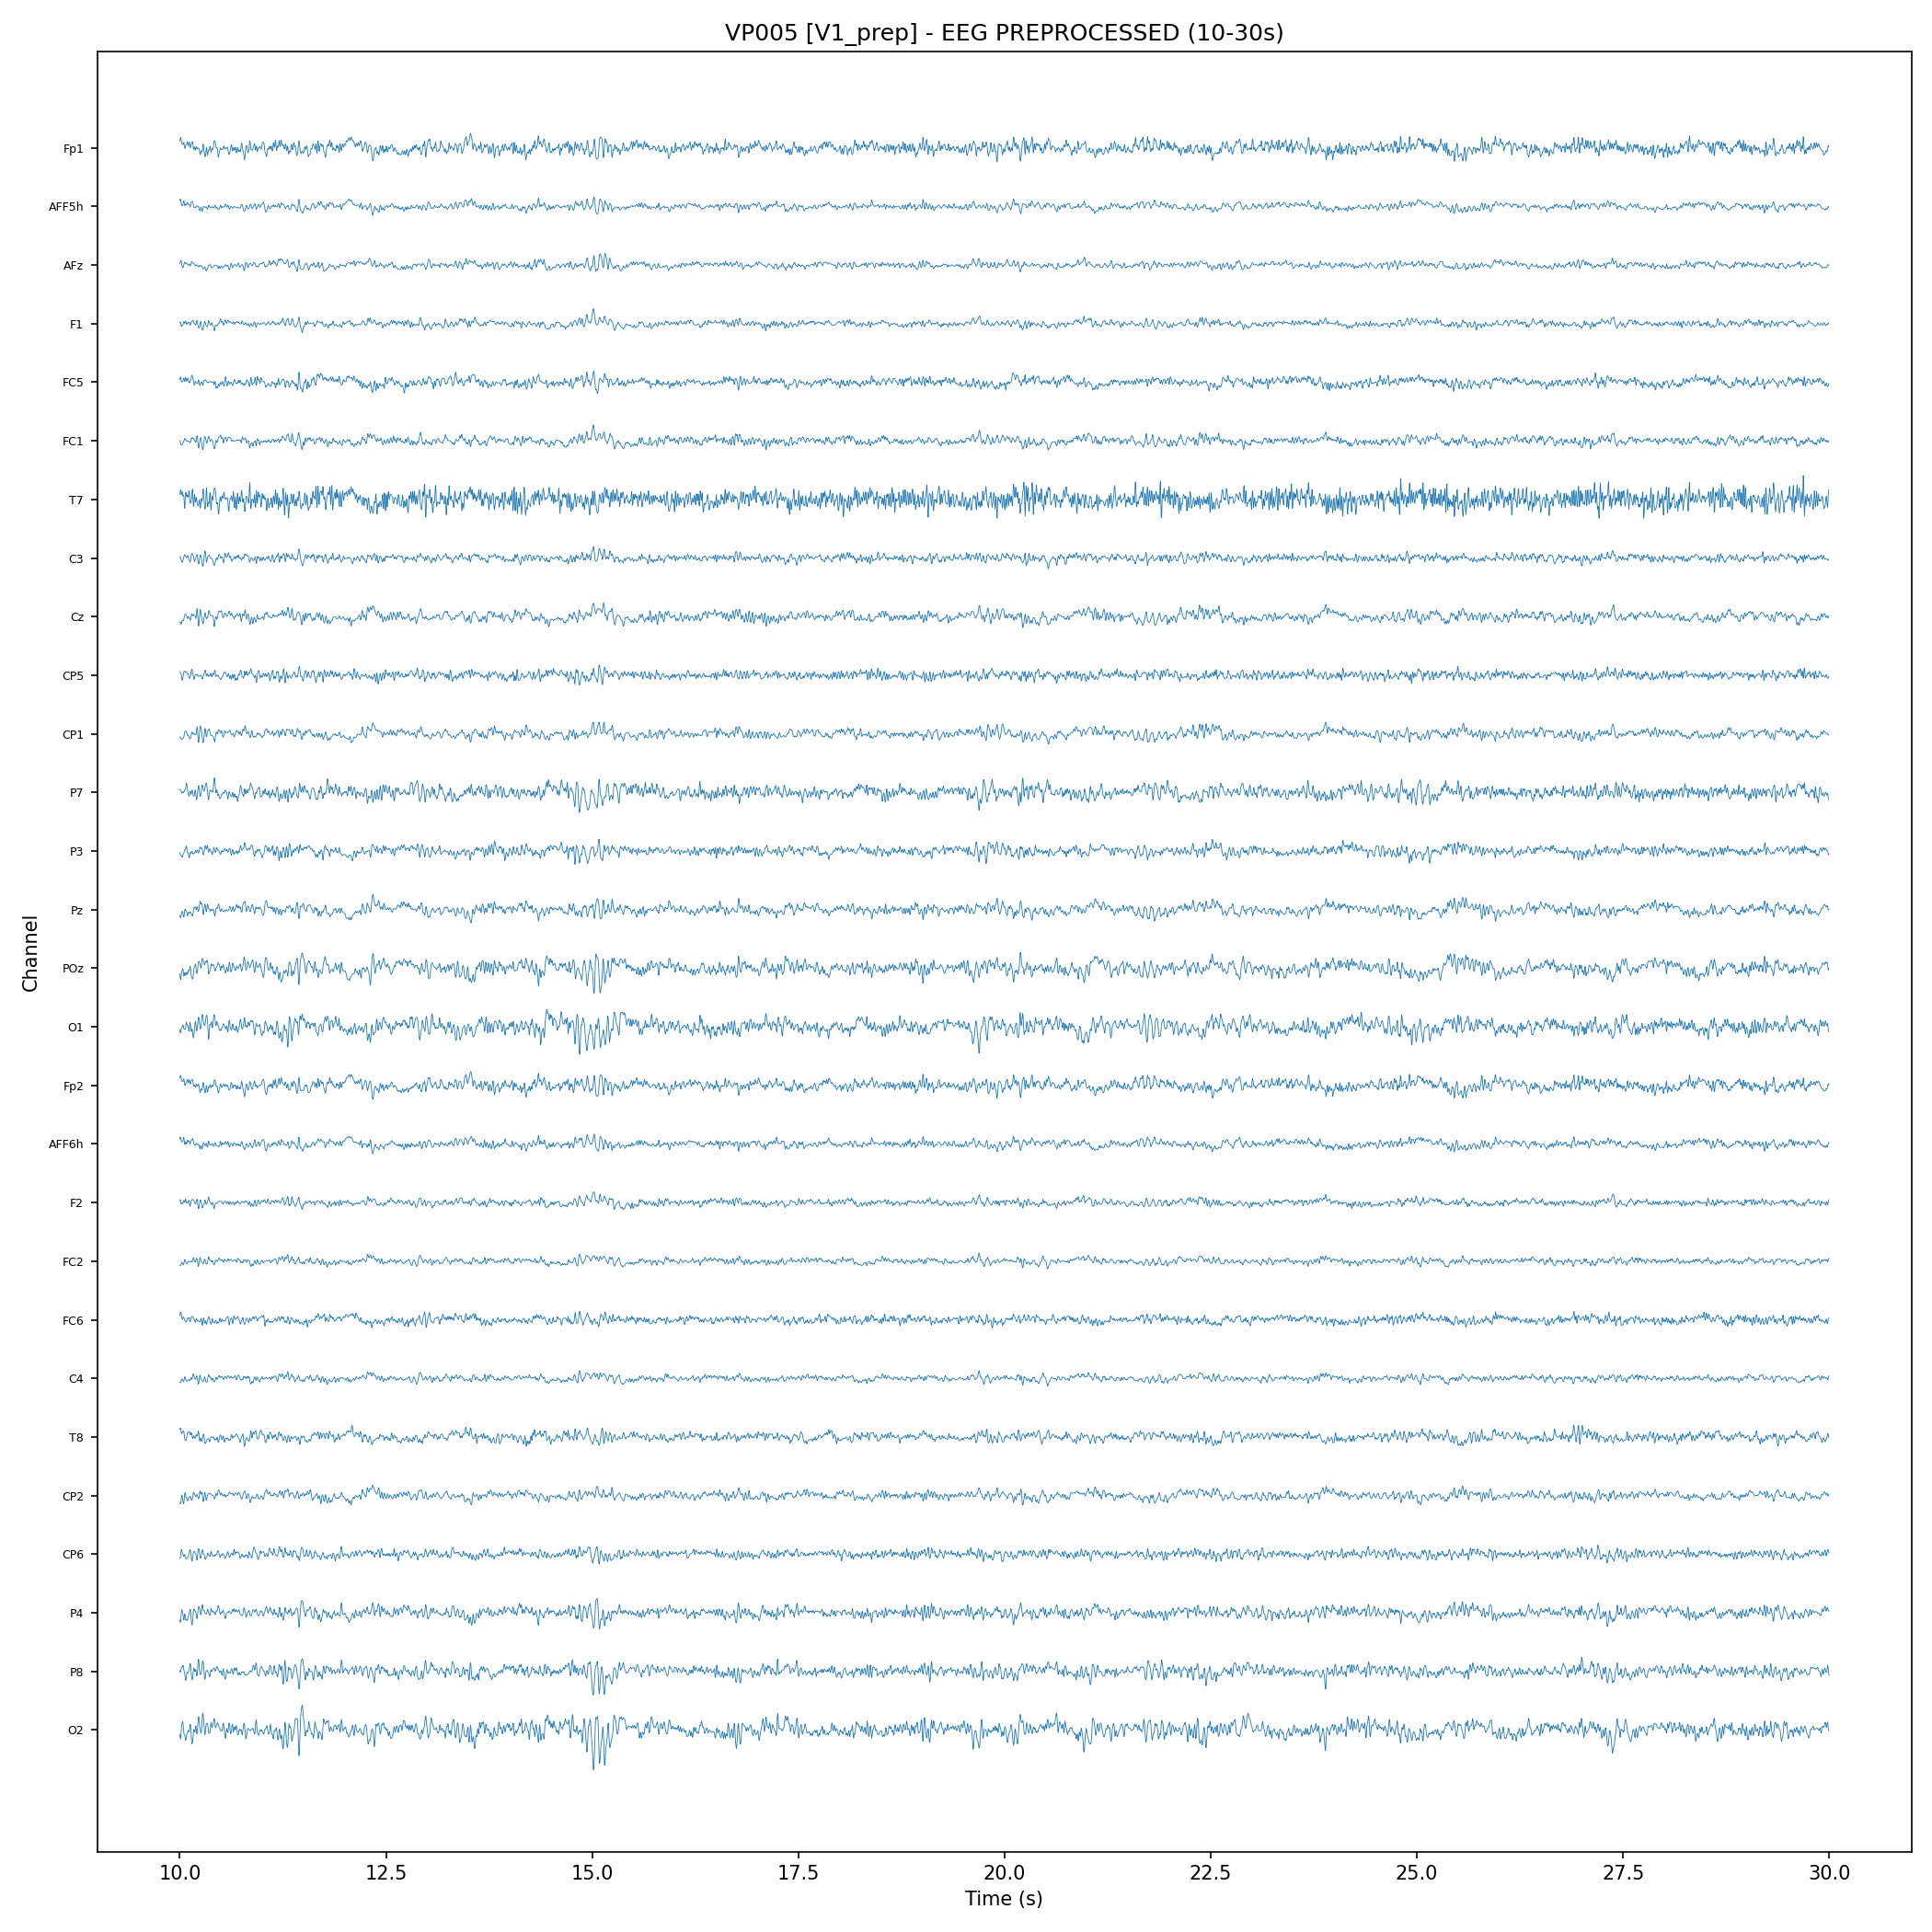 VP005 [V1_prep] - EEG PREPROCESSED (10-30s)
Fp1
AFF5h
AFz
F1
FC5
FC1
T7
C3
Cz
CP5
CP1
P7
P3
Pz
POz
O1
Fp2
AFF6h
F2
FC2
FC6
C4
T8
CP2
CP6
P4
P8
O2
Channel
10.0 12.5 15.0 17.5 20.0 22.5 25.0 27.5 30.0
Time (s)